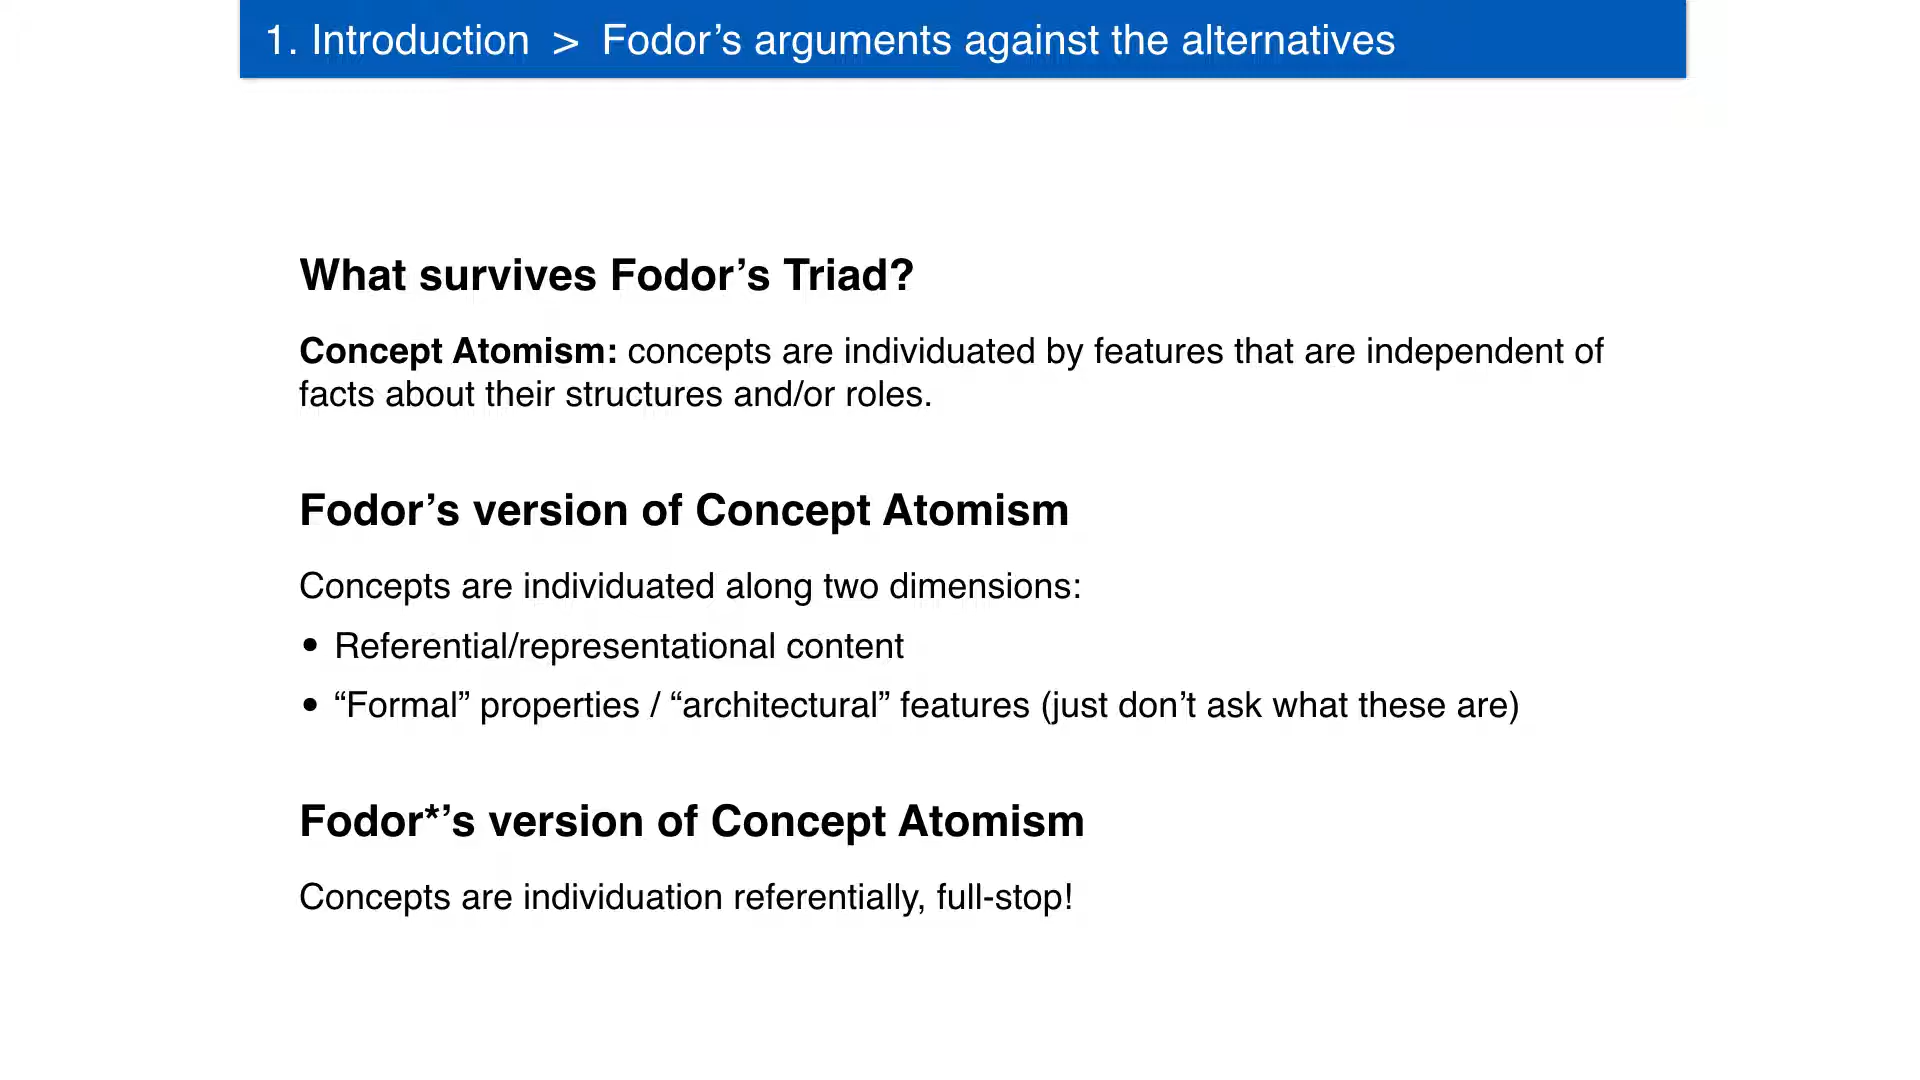 1. Introduction > Fodor’s arguments against the alternatives
What survives Fodor’s Triad?
Concept Atomism: concepts are individuated by features that are independent of
facts about their structures and/or roles.
Fodor’s version of Concept Atomism
Concepts are individuated along two dimensions:
• Referential/representational content
• “Formal” properties / “architectural” features (just don’t ask what these are)
Fodor*’s version of Concept Atomism
Concepts are individuation referentially, full-stop!